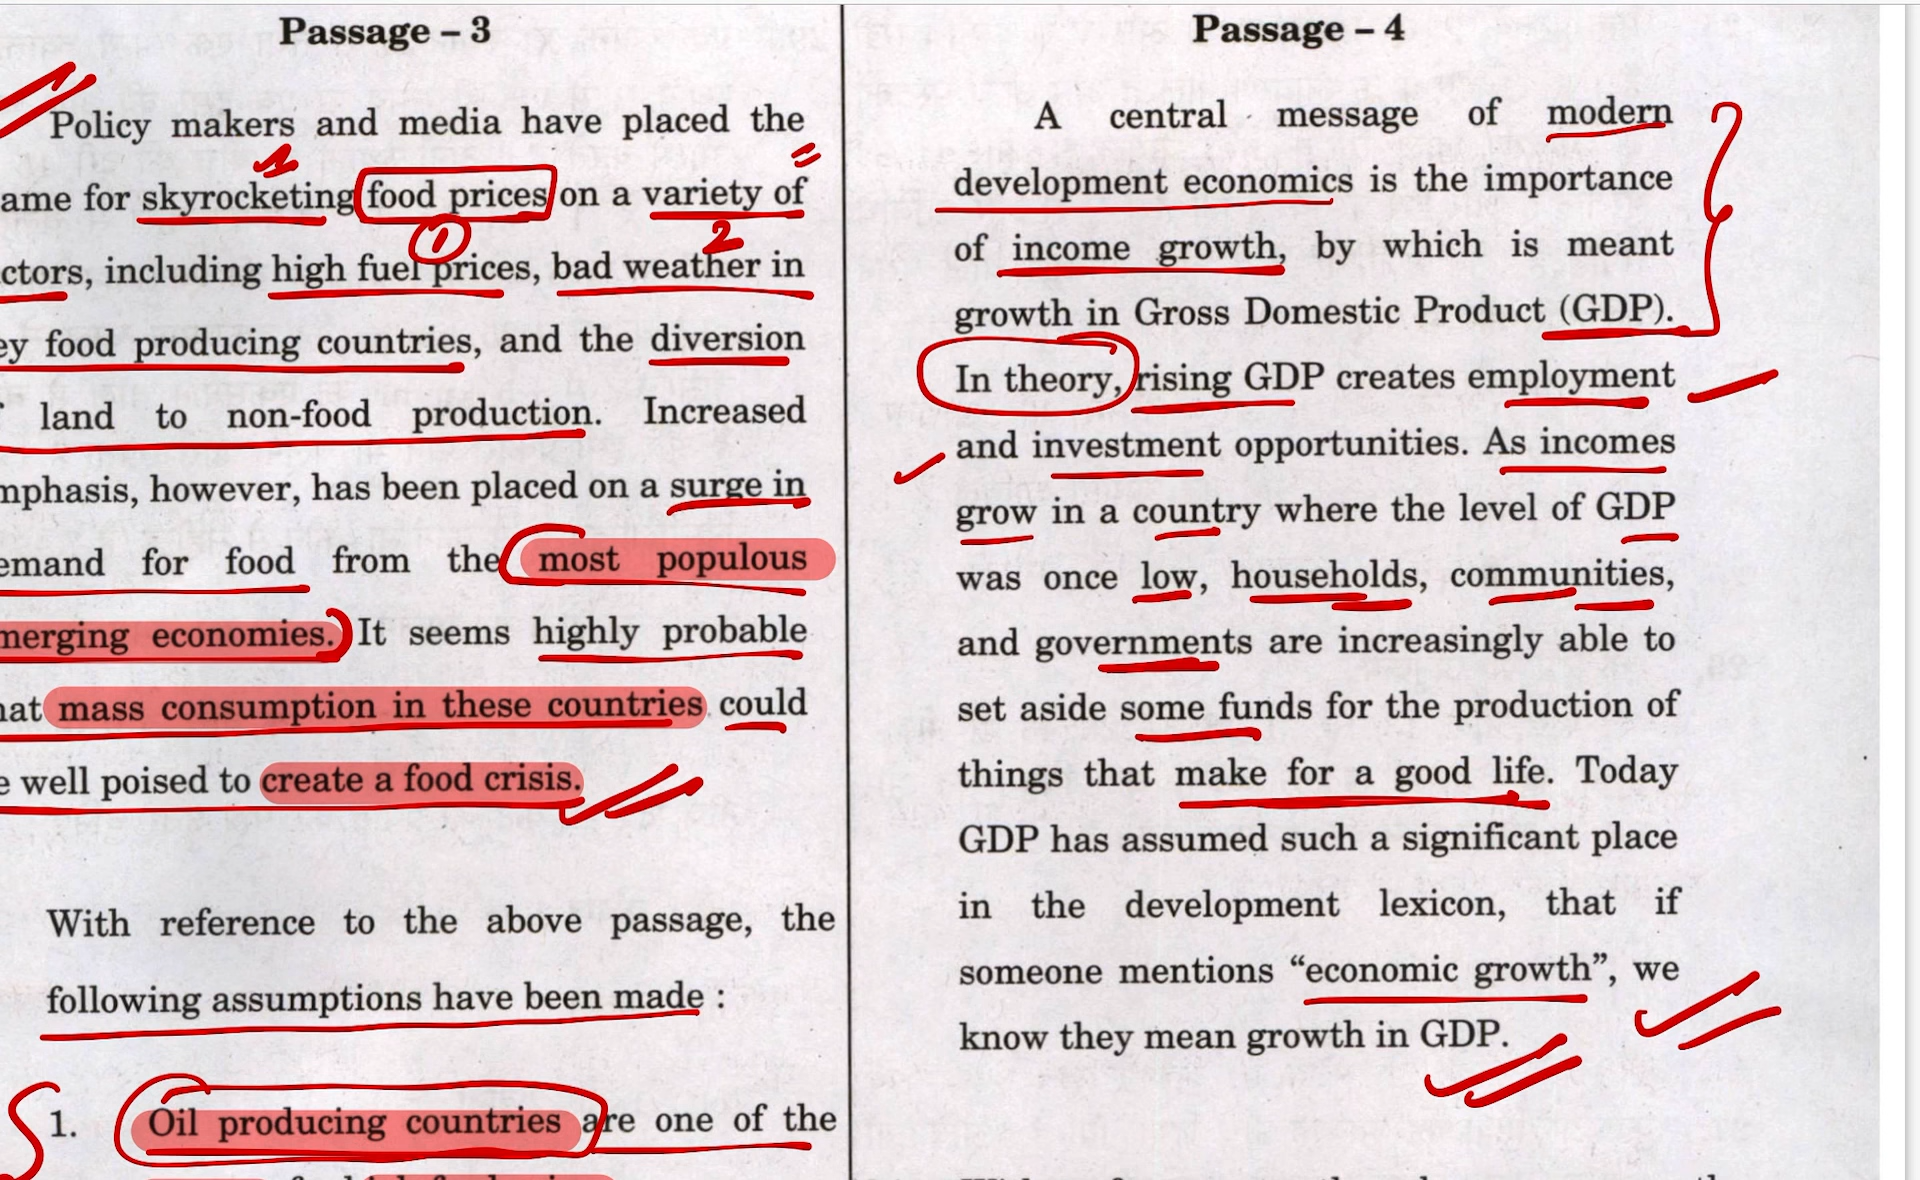 Passage – 3
Policy makers and media have placed the
ame for skyrocketing food prices on a variety of
1
2
ctors, including high fuel prices, bad weather in
ey food producing countries, and the diversion
land to non-food production. Increased
mphasis, however, has been placed on a surge in
emand for food from the most populous
merging economies. It seems highly probable
hat mass consumption in these countries could
e well poised to create a food crisis.
With reference to the above passage, the
following assumptions have been made :
1. Oil producing countries are one of the
Passage – 4
A central message of modern
development economics is the importance
of income growth, by which is meant
growth in Gross Domestic Product (GDP).
In theory, rising GDP creates employment
and investment opportunities. As incomes
grow in a country where the level of GDP
was once low, households, communities,
and governments are increasingly able to
set aside some funds for the production of
things that make for a good life. Today
GDP has assumed such a significant place
in the development lexicon, that if
someone mentions “economic growth”, we
know they mean growth in GDP.